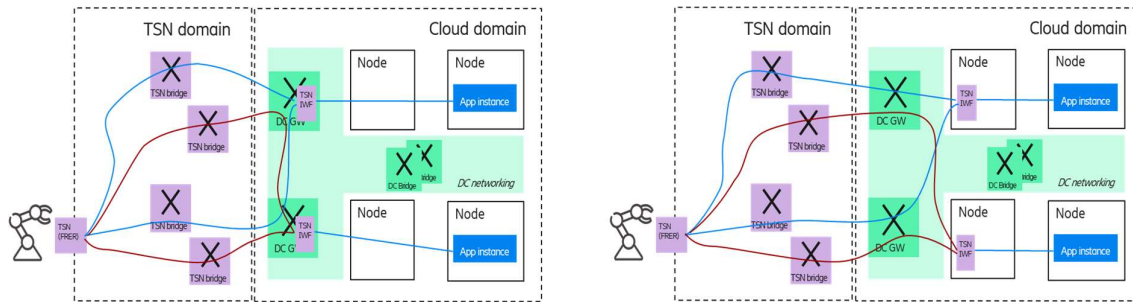 TSN domain
Cloud domain
TSN bridge
TSN bridge
TSN bridge
TSN bridge
TSN
(FRER)
TSN
IWF
DC GW
TSN
IWF
DC G
Node
Node
App instance
DC Bridge
ridge
DC networking
Node
Node
App instance
TSN domain
Cloud domain
TSN bridge
TSN bridge
TSN bridge
TSN bridge
TSN
(FRER)
DC GW
DC GW
Node
TSN
IWF
Node
App instance
DC Bridge
ridge
DC networking
Node
TSN
IWF
Node
App instance